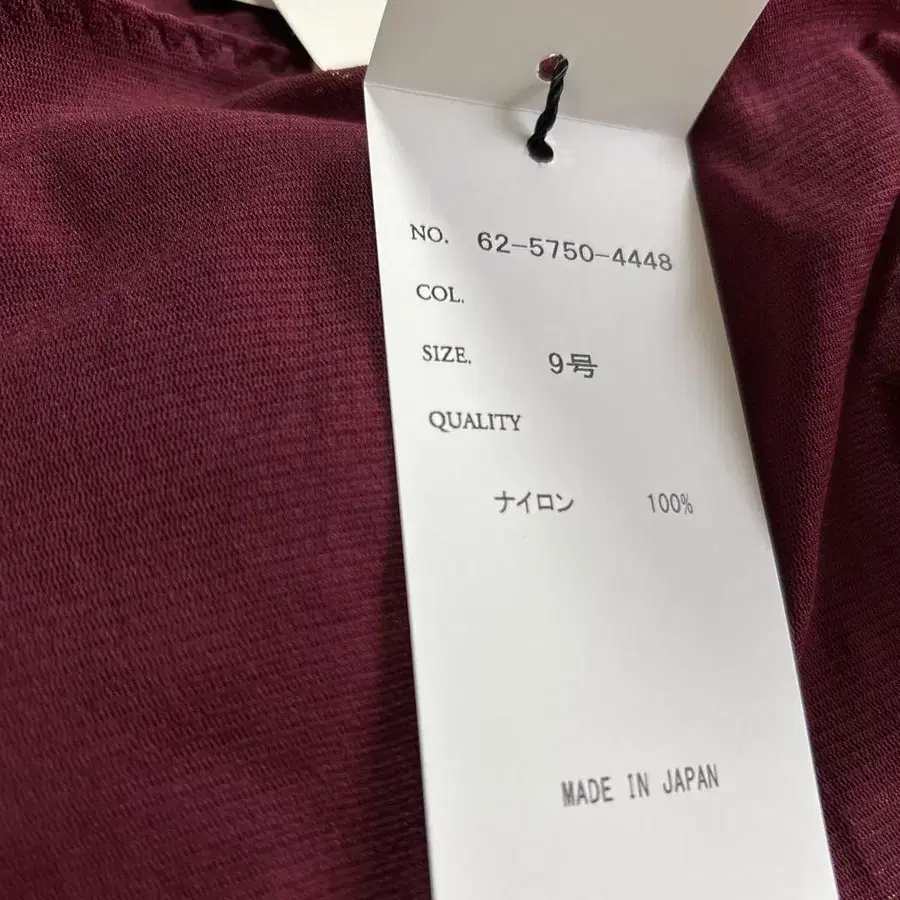 NO. 62-5750-4448
COL.
SIZE. 9号
QUALITY
ナイロン 100%
MADE IN JAPAN